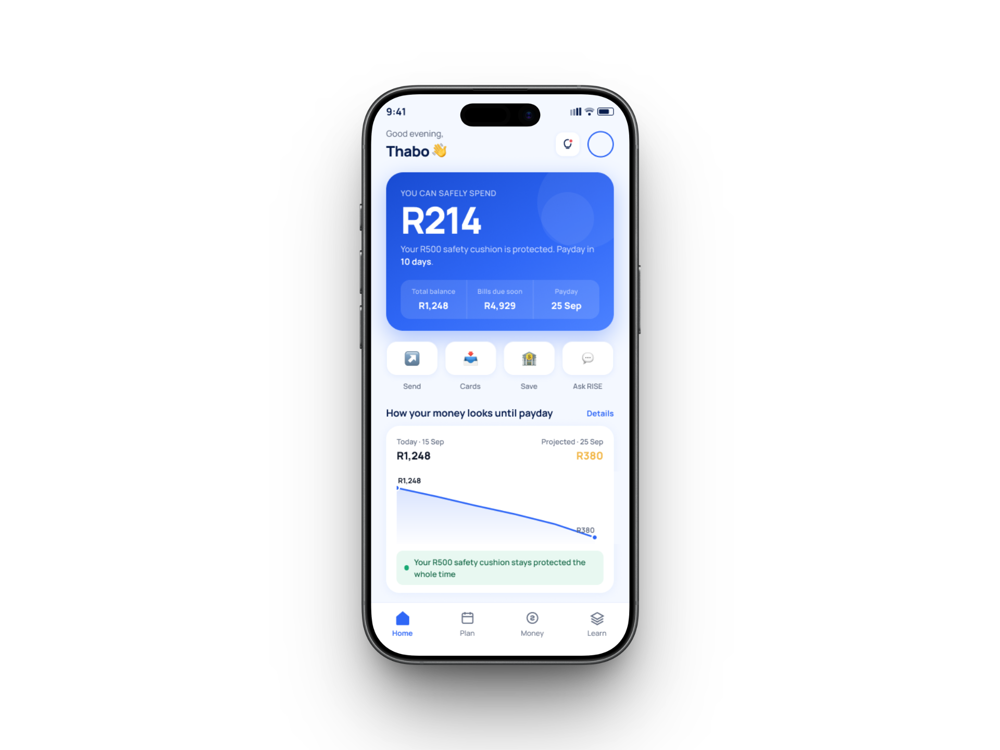 9:41
Good evening,
Thabo 👋
YOU CAN SAFELY SPEND
R214
Your R500 safety cushion is protected. Payday in
10 days.
Total balance
Bills due soon
Payday
R1,248
R4,929
25 Sep
Send
Cards
Save
Ask RISE
How your money looks until payday
Details
Today · 15 Sep
Projected · 25 Sep
R1,248
R380
R1,248
R380
Your R500 safety cushion stays protected the
whole time
Home
Plan
Money
Learn